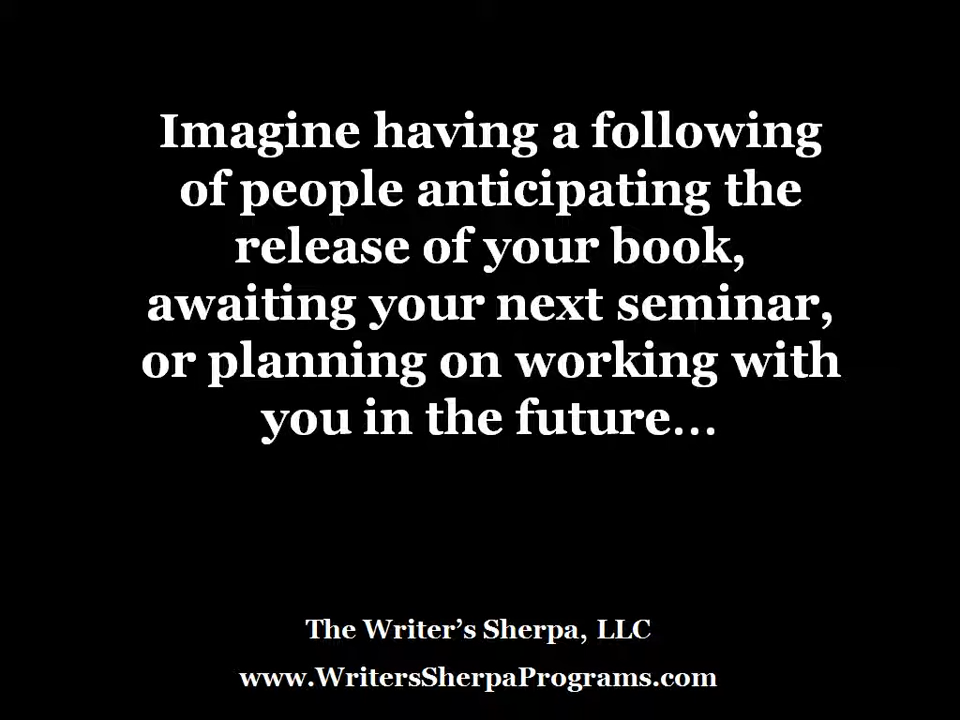 Imagine having a following
of people anticipating the
release of your book,
awaiting your next seminar,
or planning on working with
you in the future...
The Writer's Sherpa, LLC
www.WritersSherpaPrograms.com